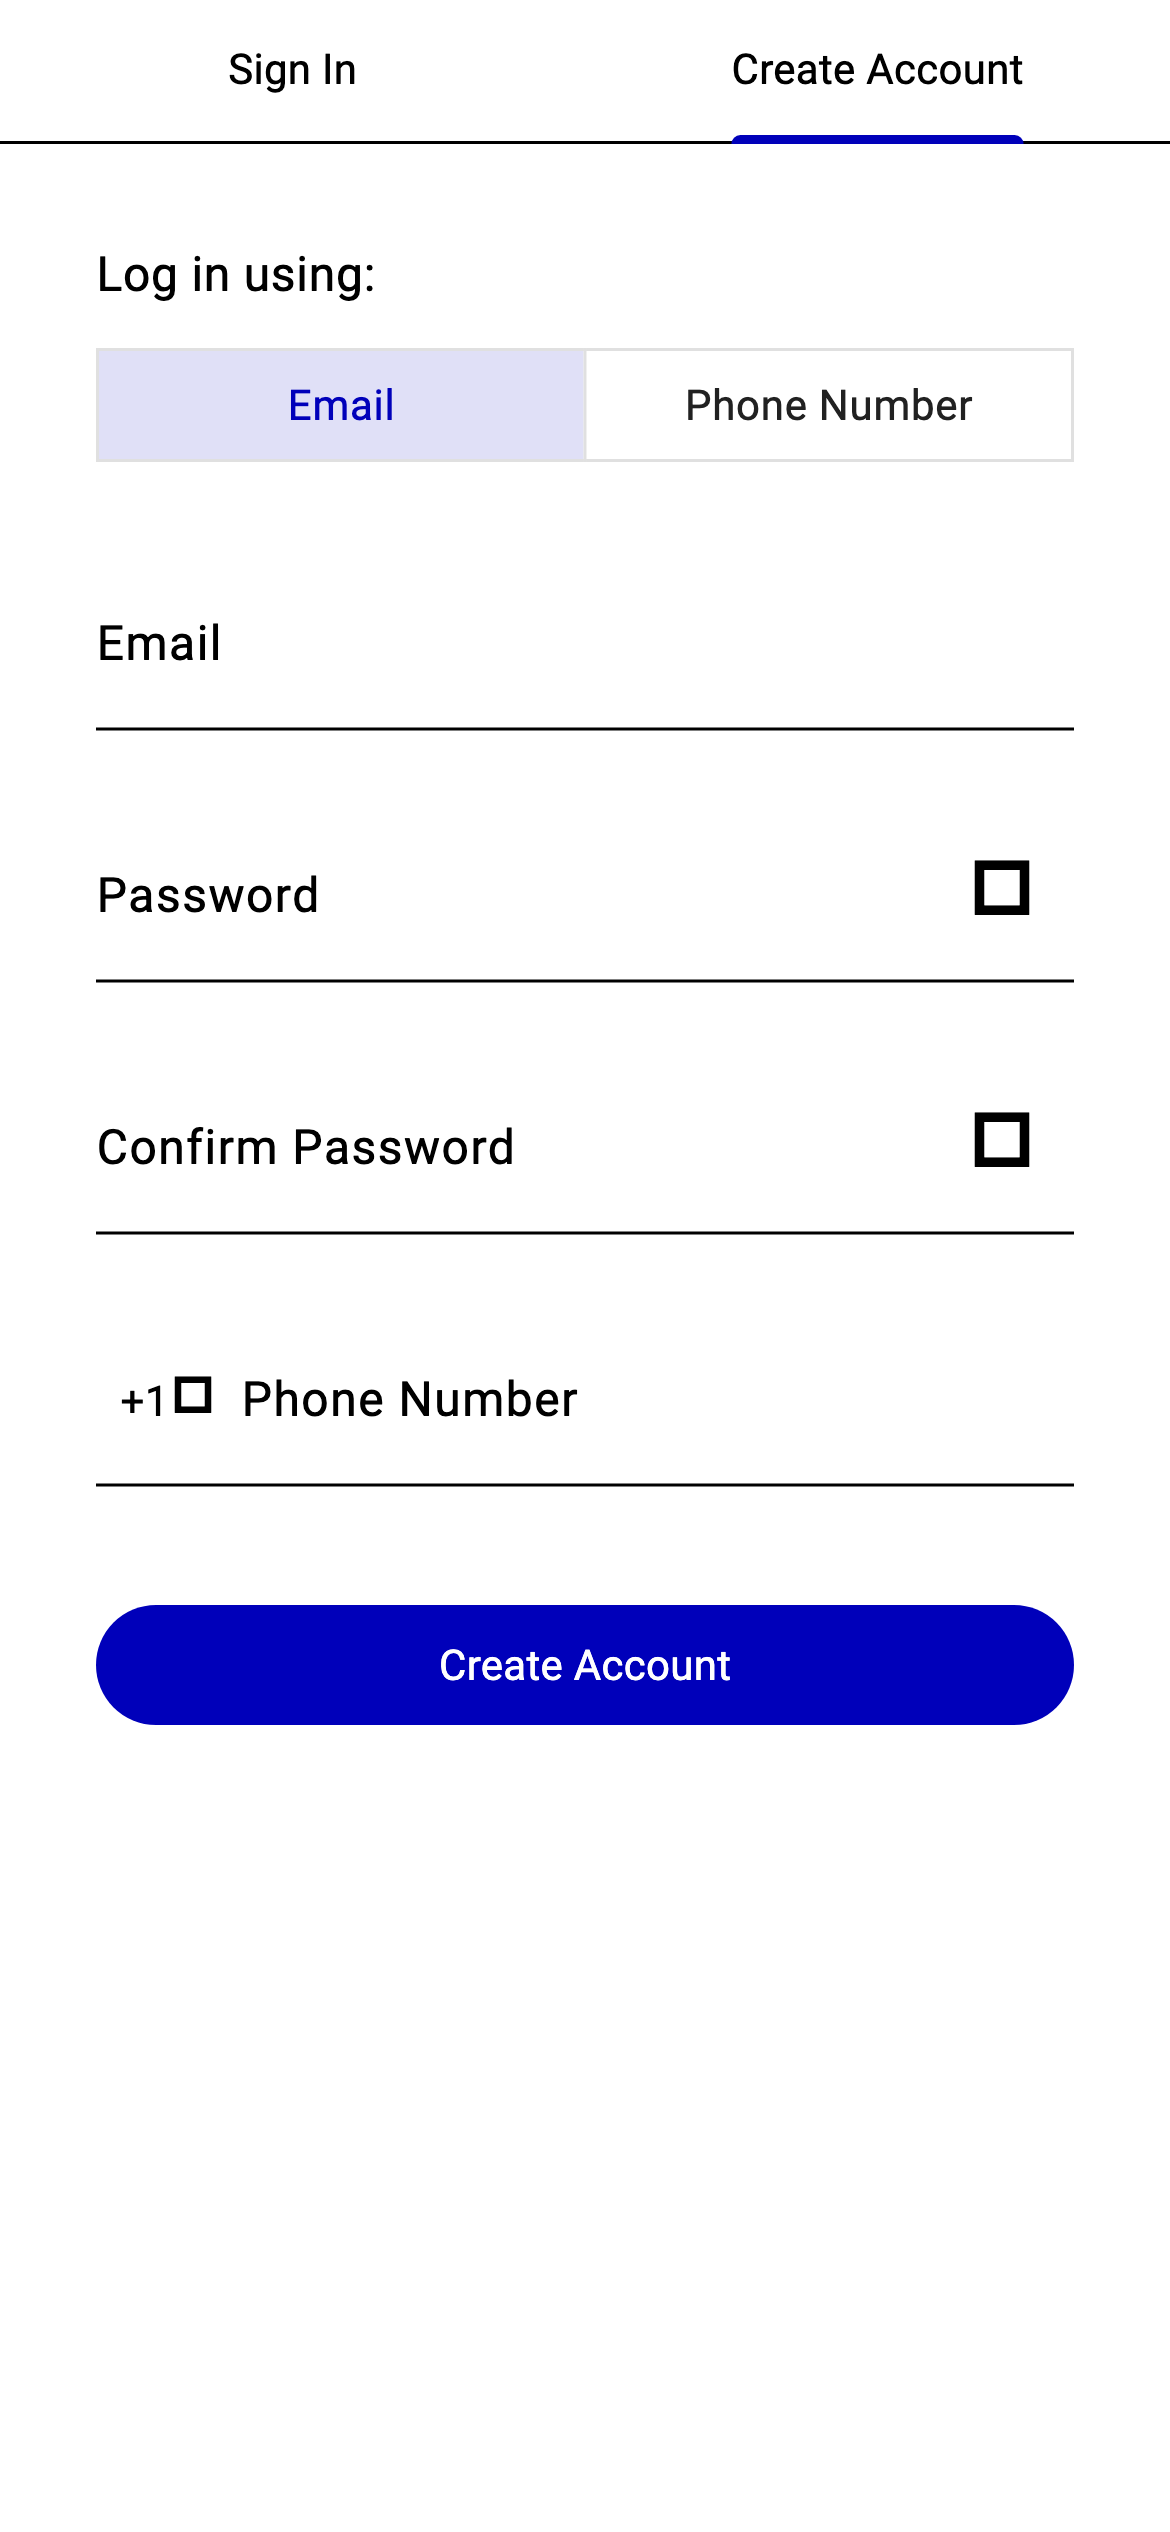 Sign In Create Account
Log in using:
Email Phone Number
Email
Password
Confirm Password
+1 Phone Number
Create Account